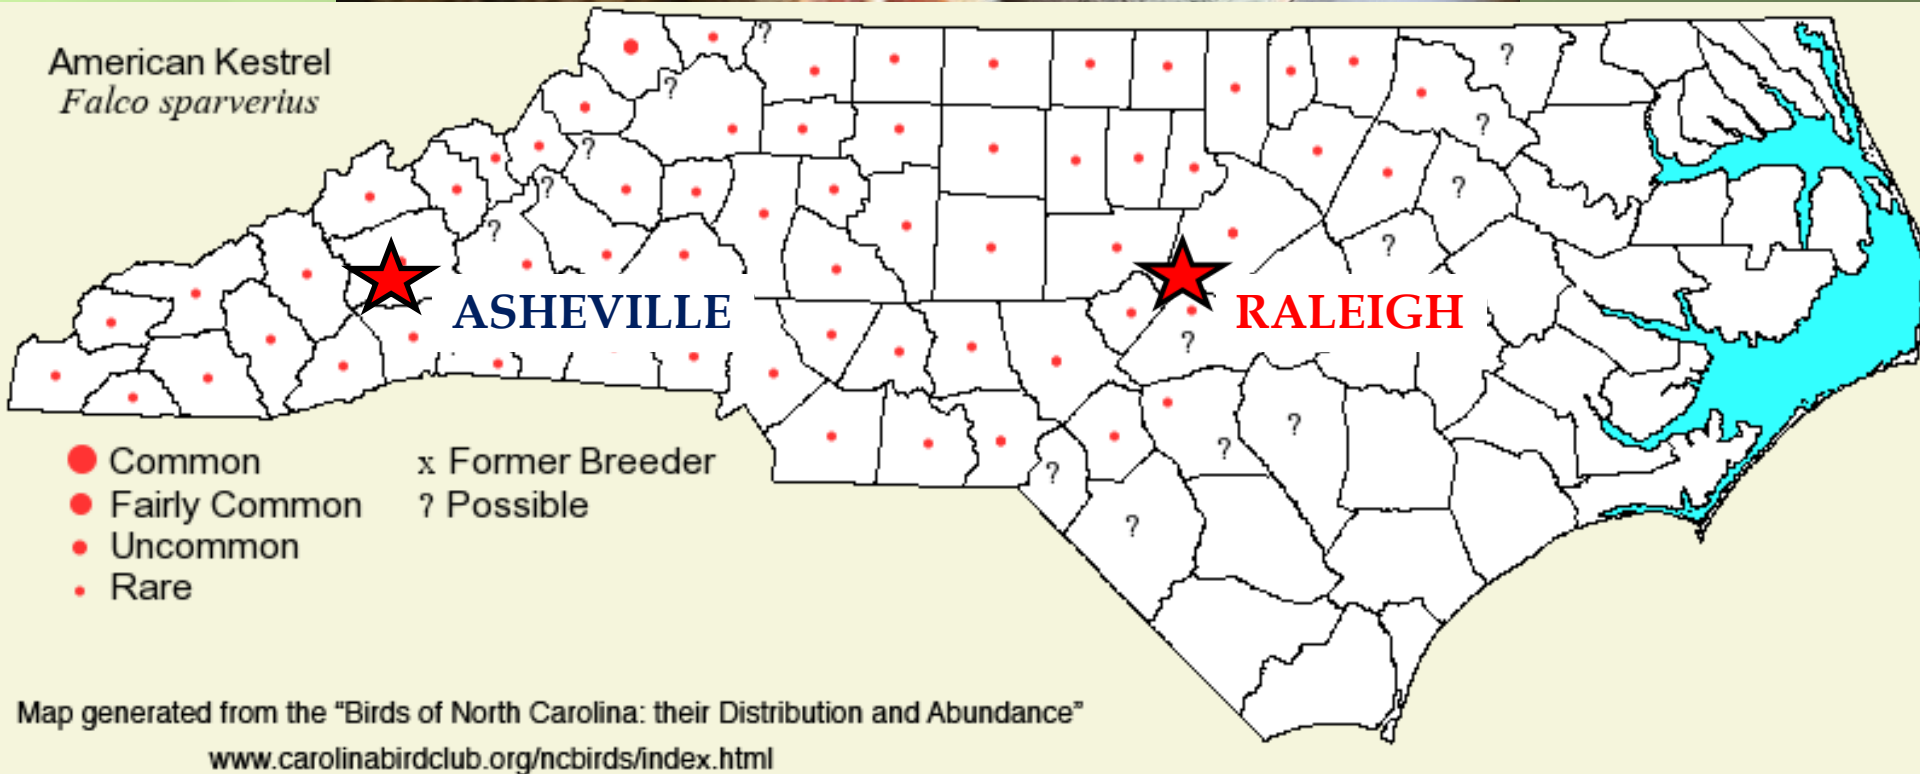 American Kestrel
Falco sparverius
?
?
?
?
?
?
?
?
?
ASHEVILLE
RALEIGH
?
?
?
?
?
Common
x Former Breeder
Fairly Common
? Possible
Uncommon
Rare
Map generated from the “Birds of North Carolina: their Distribution and Abundance”
www.carolinabirdclub.org/ncbirds/index.html